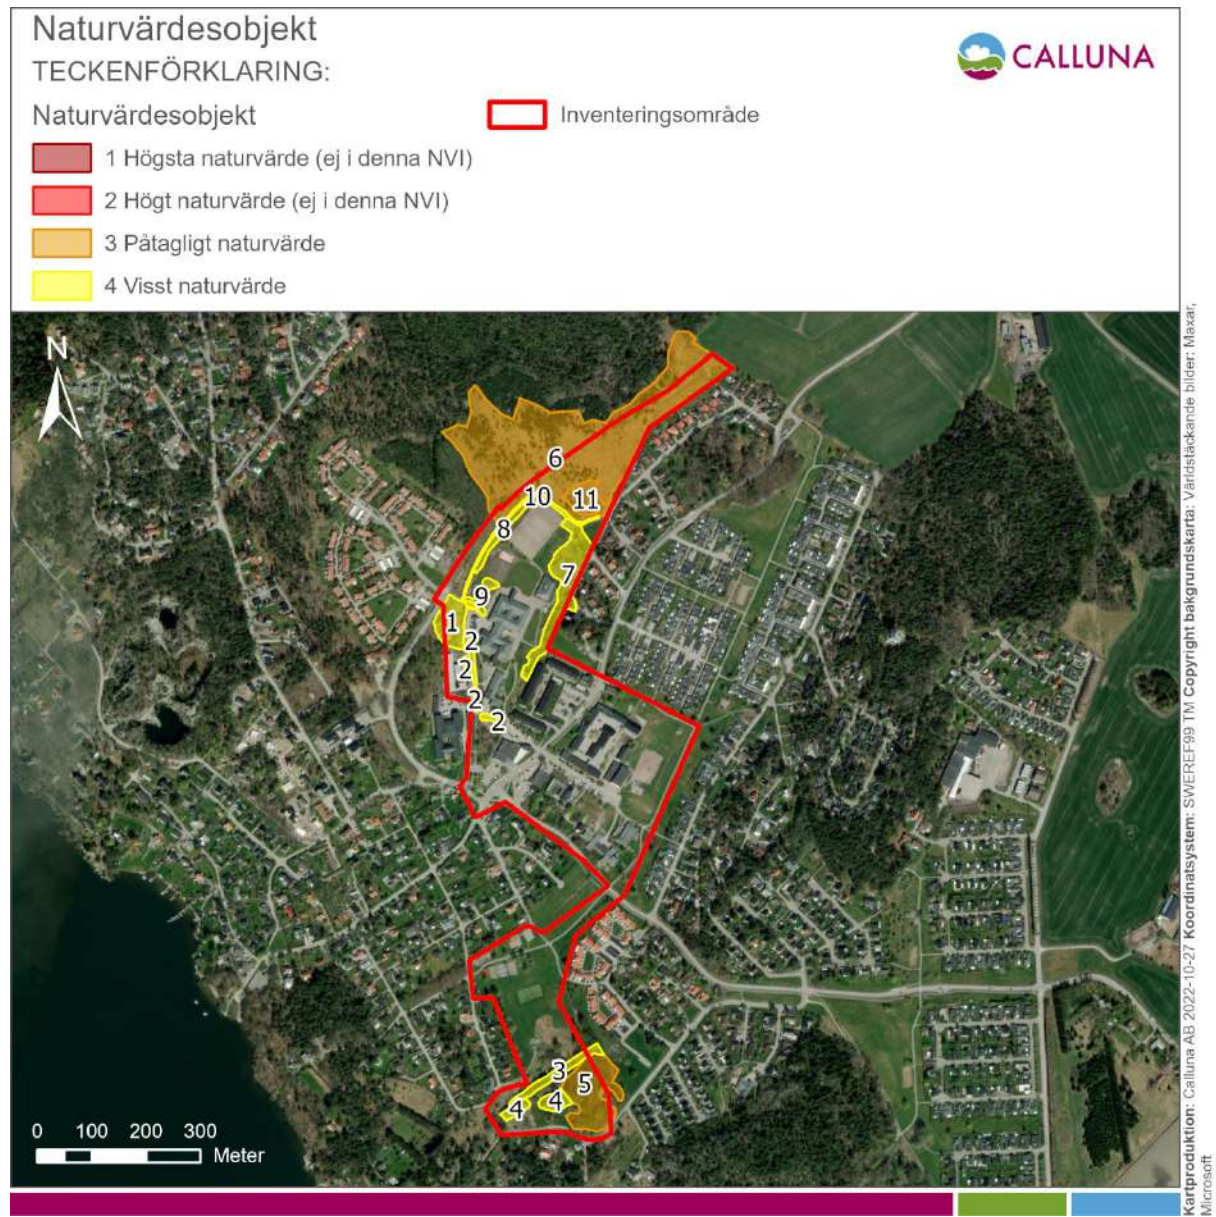 Naturvärdesobjekt
TECKENFÖRKLARING:
Naturvärdesobjekt
1 Högsta naturvärde (ej i denna NVI)
2 Högt naturvärde (ej i denna NVI)
3 Påtagligt naturvärde
4 Visst naturvärde
Inventeringsområde
CALLUNA
N
6
10
11
8
7
9
1
2
2
2
2
3
5
4
4
0 100 200 300
Meter
Kartproduktion: Calluna AB 2022-10-27 Koordinatsystem: SWEREF99 TM Copyright bakgrundskarta: Världstäckande bilder: Maxar,
Microsoft